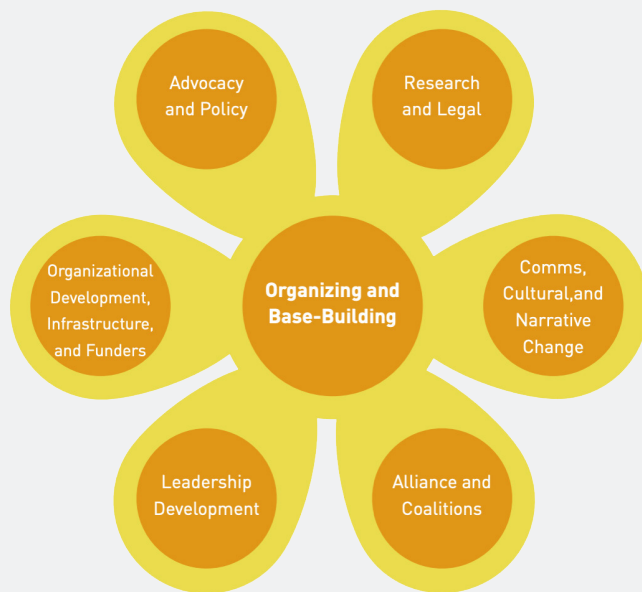 Advocacy
and Policy
Research
and Legal
Organizational
Development,
Infrastructure,
and Funders
Organizing and
Base-Building
Comms,
Cultural,and
Narrative
Change
Leadership
Development
Alliance and
Coalitions